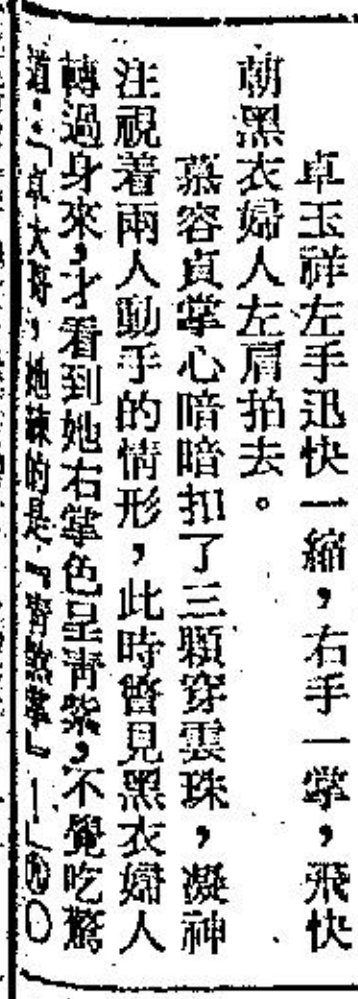 卓玉祥左手迅快一縮，右手一掌，飛快
朝黑衣婦人左肩拍去。
慕容貞掌心暗暗扣了三顆穿雲珠，凝神
注視着兩人動手的情形，此時瞥見黑衣婦人
轉過身來，才看到她右掌色呈青紫，不覺吃驚
道：「卓大哥，她練的是『青煞掌』！」